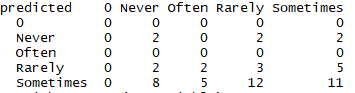 predicted 0 Never Often Rarely Sometimes
0 0 0 0 0 0
Never 0 2 0 2 2
Often 0 0 0 0 0
Rarely 0 2 2 3 5
Sometimes 0 8 5 12 11